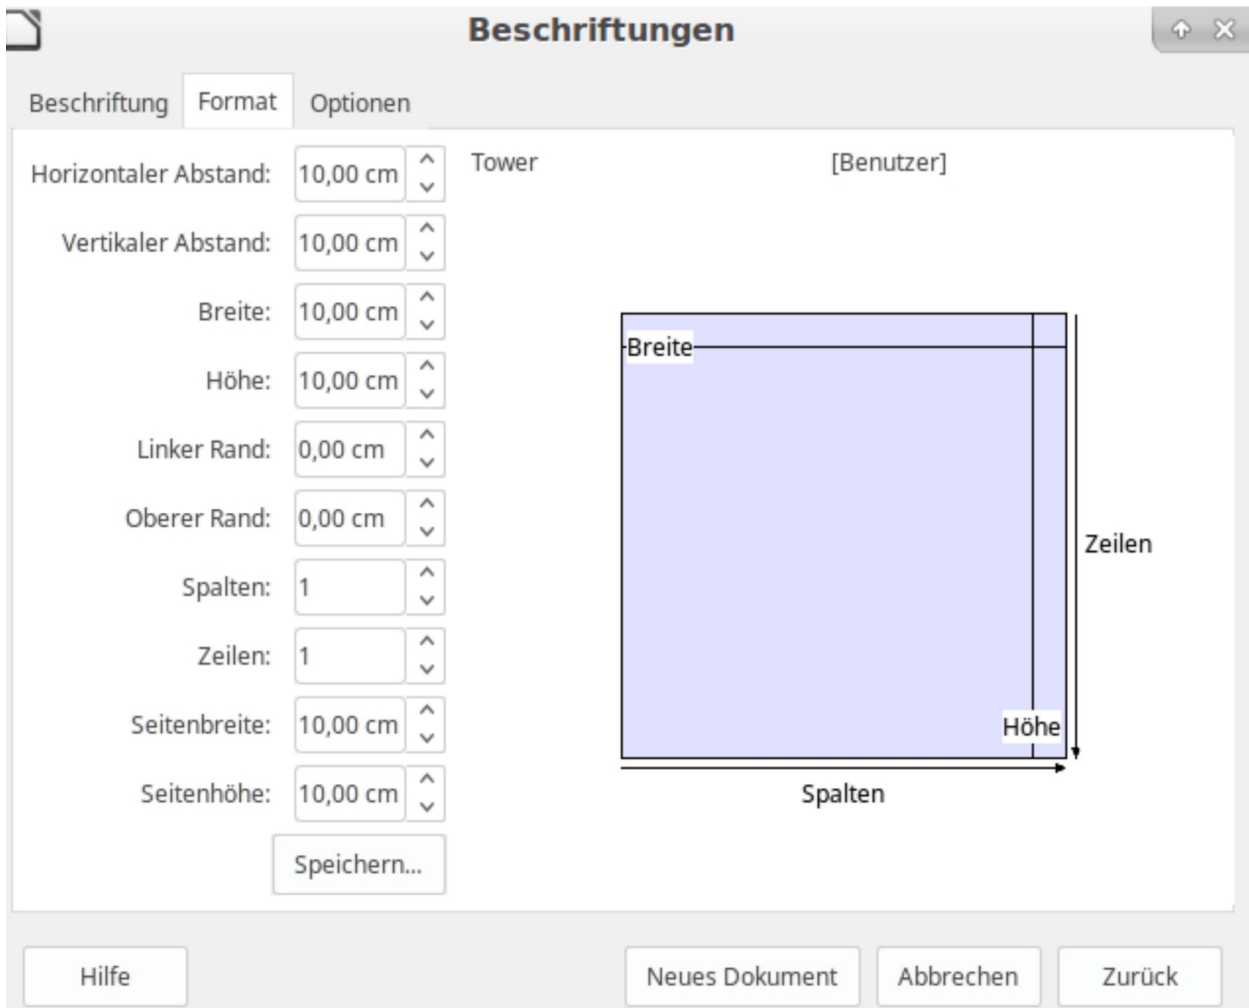 Beschriftungen
Beschriftung Format Optionen
Horizontaler Abstand: 10,00 cm
Vertikaler Abstand: 10,00 cm
Breite: 10,00 cm
Höhe: 10,00 cm
Linker Rand: 0,00 cm
Oberer Rand: 0,00 cm
Spalten: 1
Zeilen: 1
Seitenbreite: 10,00 cm
Seitenhöhe: 10,00 cm
Speichern...
Tower [Benutzer]
Breite
Zeilen
Höhe
Spalten
Hilfe Neues Dokument Abbrechen Zurück